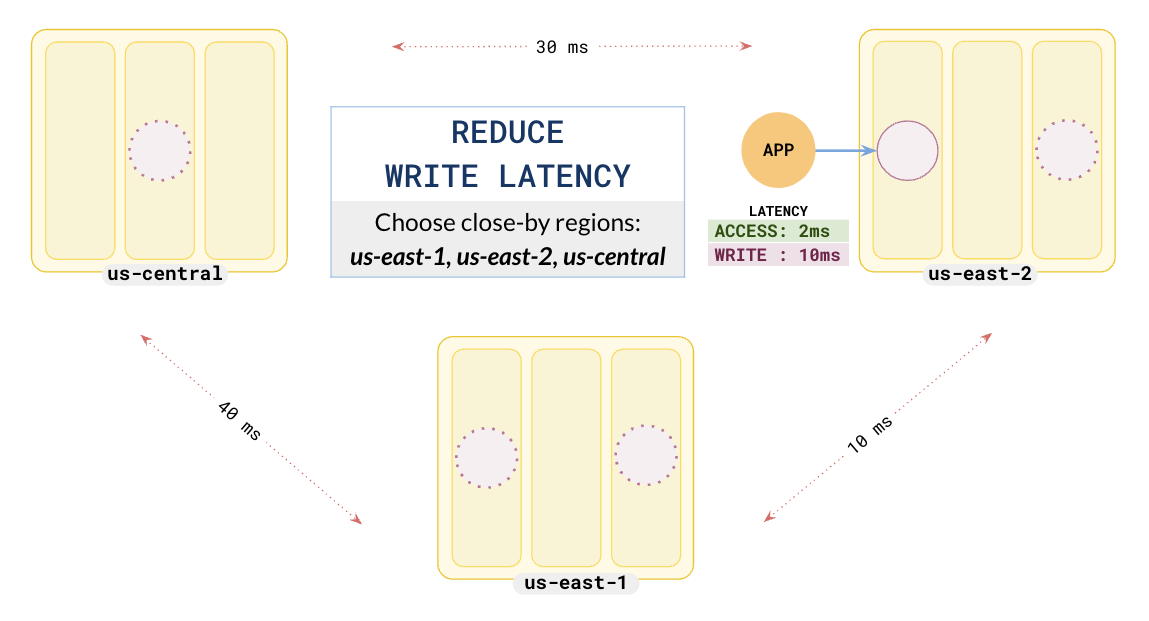 30 ms
REDUCE
WRITE LATENCY
Choose close-by regions:
us-east-1, us-east-2, us-central
APP
LATENCY
ACCESS: 2ms
WRITE : 10ms
us-central
us-east-2
40 ms
10 ms
us-east-1